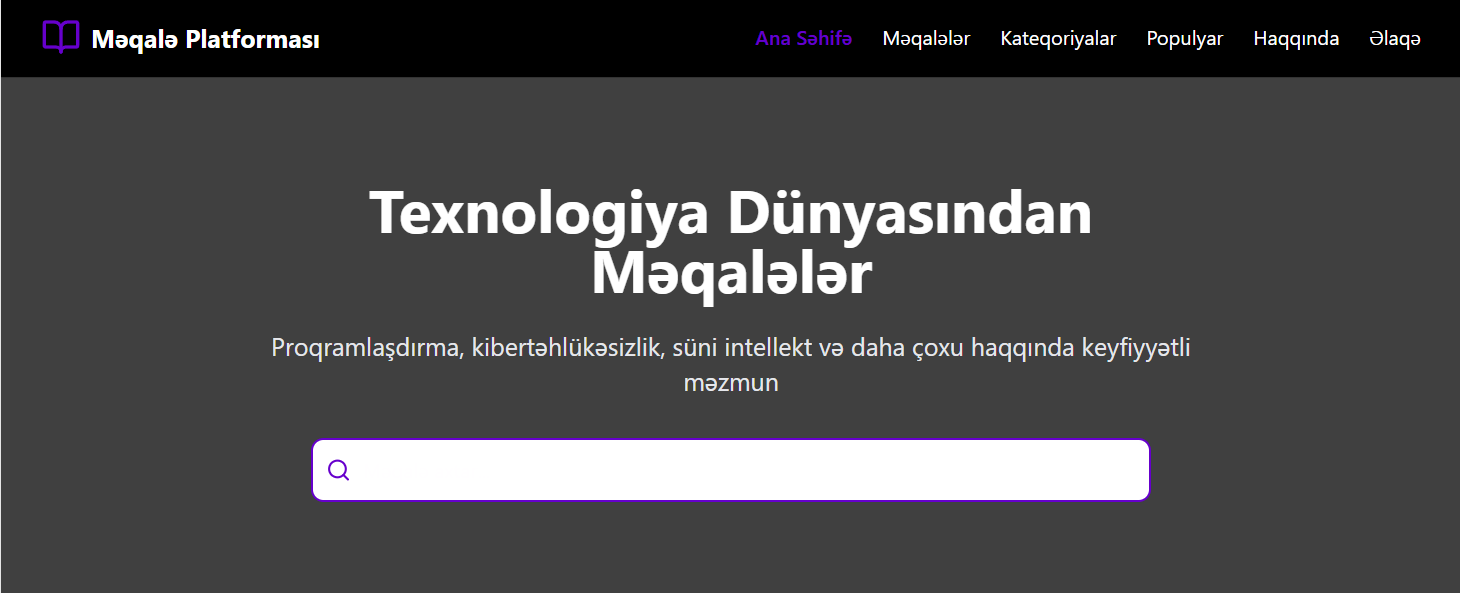 Məqalə Platforması
Ana Səhifə Məqalələr Kateqoriyalar Populyar Haqqında Əlaqə
Texnologiya Dünyasından
Məqalələr
Proqramlaşdırma, kibertəhlükəsizlik, süni intellekt və daha çoxu haqqında keyfiyyətli
məzmun